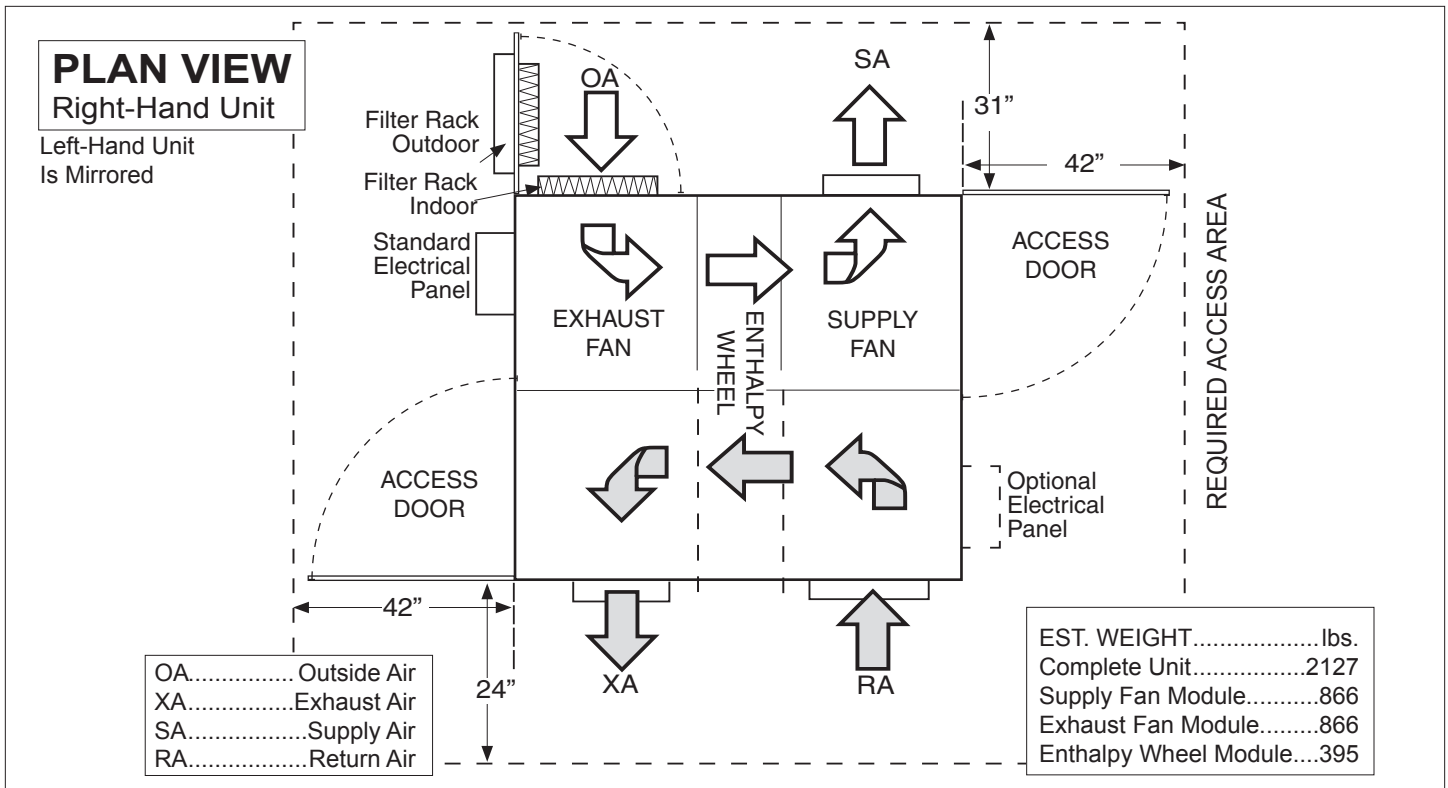 PLAN VIEW
Right-Hand Unit
Left-Hand Unit
Is Mirrored
Filter Rack
Outdoor
Filter Rack
Indoor
Standard
Electrical
Panel
OA
SA
31”
42”
REQUIRED ACCESS AREA
ACCESS
DOOR
EXHAUST
FAN
ENTHALPY
WHEEL
SUPPLY
FAN
ACCESS
DOOR
Optional
Electrical
Panel
42”
24”
XA
RA
OA................ Outside Air
XA..................Exhaust Air
SA....................Supply Air
RA....................Return Air
EST. WEIGHT...................lbs.
Complete Unit...............2127
Supply Fan Module...........866
Exhaust Fan Module.........866
Enthalpy Wheel Module....395